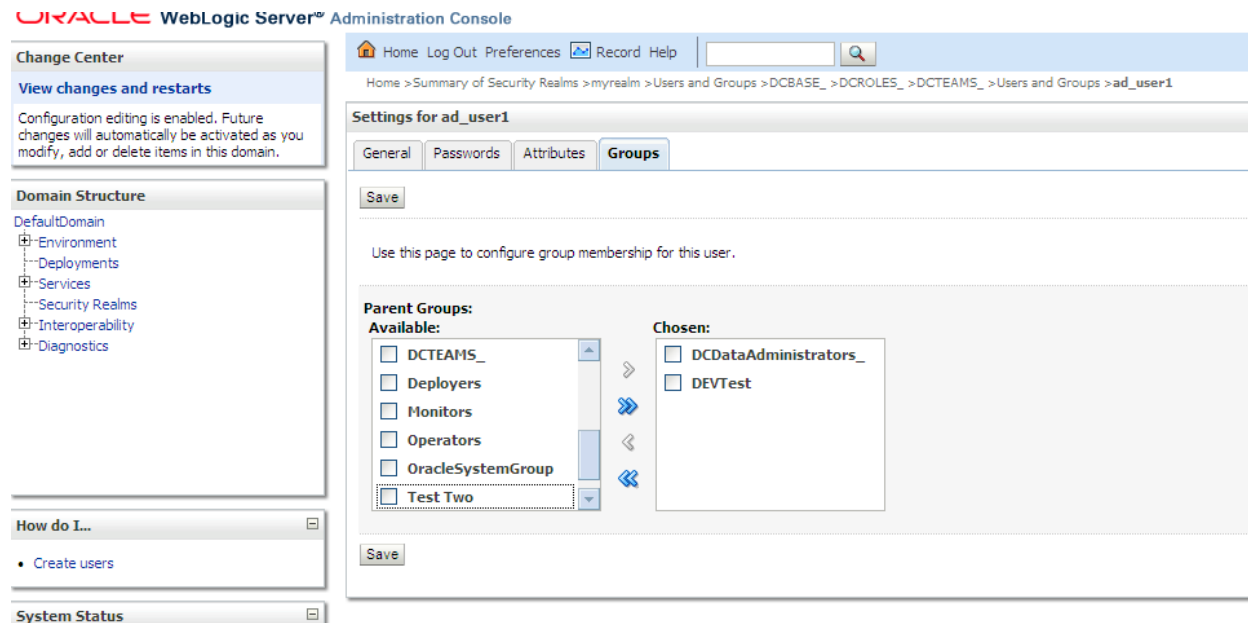 ORACLE WebLogic Server® Administration Console
Change Center
View changes and restarts
Configuration editing is enabled. Future
changes will automatically be activated as you
modify, add or delete items in this domain.
Domain Structure
DefaultDomain
Environment
Deployments
Services
Security Realms
Interoperability
Diagnostics
How do I...
Create users
System Status
Home Log Out Preferences Record Help
Home >Summary of Security Realms >myrealm >Users and Groups >DCBASE_ >DCROLES_ >DCTEAMS_ >Users and Groups >ad_user1
Settings for ad_user1
General Passwords Attributes Groups
Save
Use this page to configure group membership for this user.
Parent Groups:
Available:
DCTEAMS_
Deployers
Monitors
Operators
OracleSystemGroup
Test Two
Chosen:
DCDataAdministrators_
DEVTest
Save